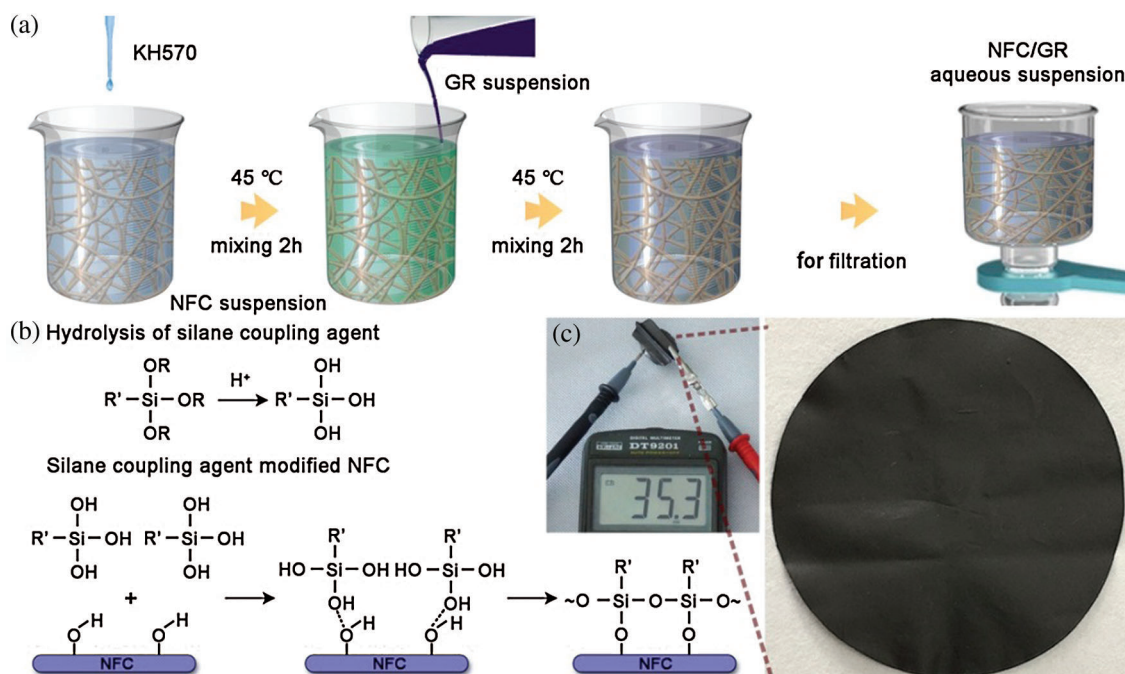 (a)
KH570
GR suspension
NFC/GR
aqueous suspension
45 ℃
mixing 2h
45 ℃
mixing 2h
for filtration
NFC suspension
(b) Hydrolysis of silane coupling agent
OR
R'-Si-OR
OR
H⁺
OH
R'-Si-OH
OH
Silane coupling agent modified NFC
OH
R'-Si-OH
OH
OH
R'-Si-OH
OH
+
O H
O H
NFC
R'
HO-Si-OH
OH
O H
R'
HO-Si-OH
OH
O H
NFC
R' R'
~O-Si-O-Si-O~
O O
NFC
(c)
DIGITAL MULTIMETER
DT9201
35.3